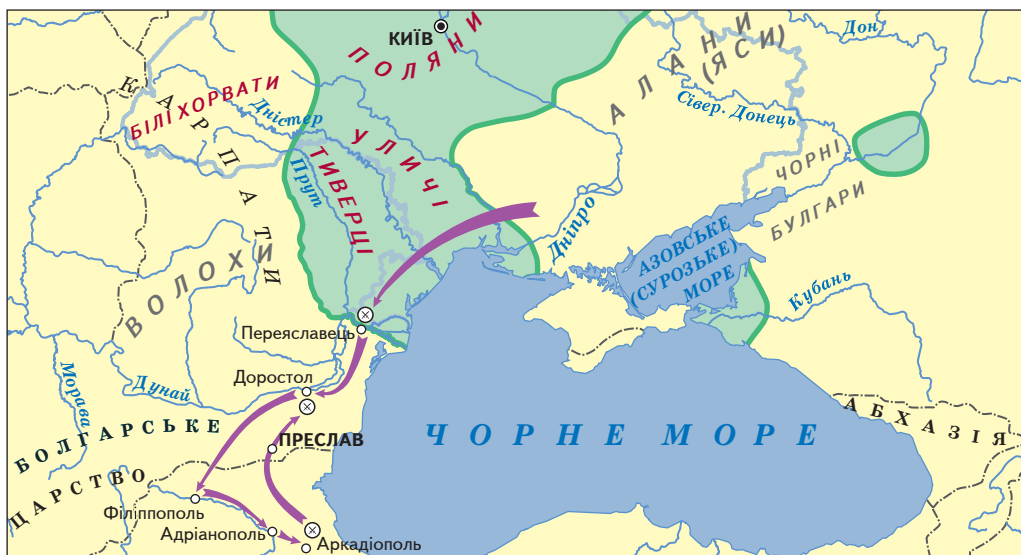 КИЇВ
ПОЛЯНИ
АЛАНИ
(ЯСИ)
Дон
Сівер. Донець
КАРПАТИ
БІЛІ ХОРВАТИ
Дністер
УЛИЧІ
ТИВЕРЦІ
Прут
ЧОРНІ
БУЛГАРИ
Дніпро
АЗОВСЬКЕ
(СУРОЗЬКЕ)
МОРЕ
Кубань
ВОЛОХИ
Переяславець
Морава
Дунай
Доростол
БОЛГАРСЬКЕ
ЦАРСТВО
ПРЕСЛАВ
ЧОРНЕ МОРЕ
АБХАЗІЯ
Філіппополь
Адріанополь
Аркадіополь